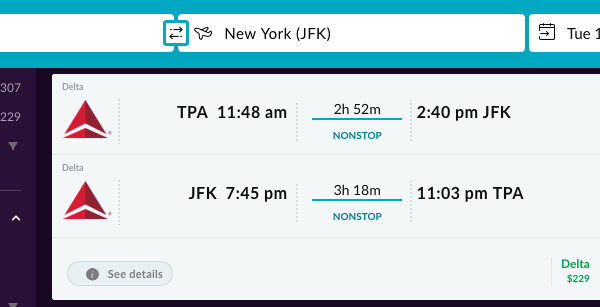 New York (JFK)
Tue 1
307
229
Delta
TPA 11:48 am
2h 52m
NONSTOP
2:40 pm JFK
Delta
JFK 7:45 pm
3h 18m
NONSTOP
11:03 pm TPA
See details
Delta
$229